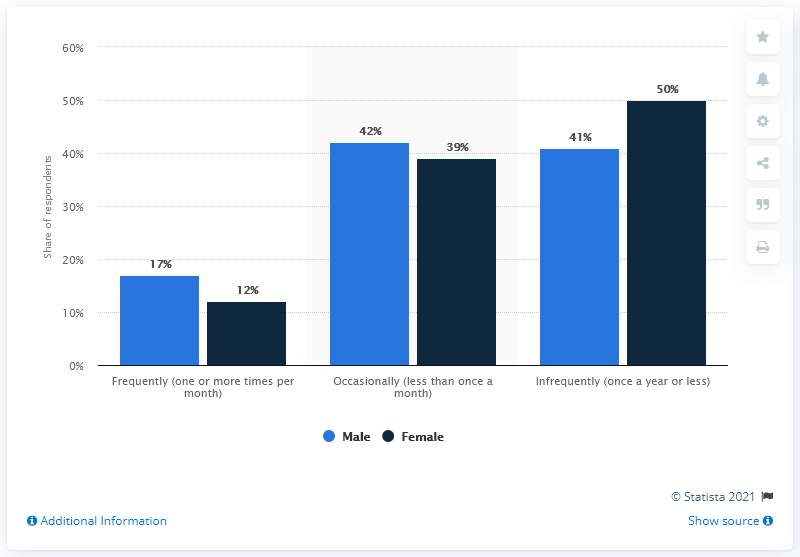 60%
50%
40%
30%
20%
10%
0%
Share of respondents
17%
12%
42%
39%
41%
50%
Frequently (one or more times per
month)
Occasionally (less than once a
month)
Infrequently (once a year or less)
Male Female
© Statista 2021
Additional Information
Show source